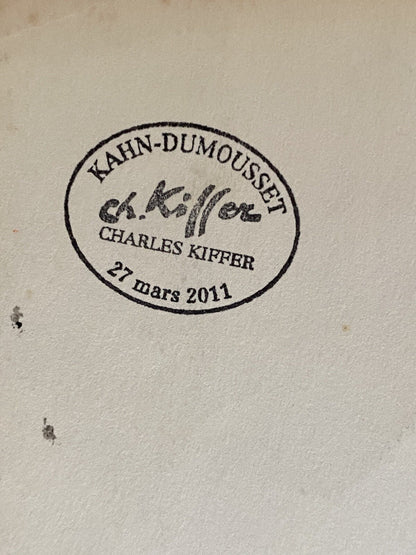 KAHN-DUMOUSSET
ch. Kiffer
CHARLES KIFFER
27 mars 2011